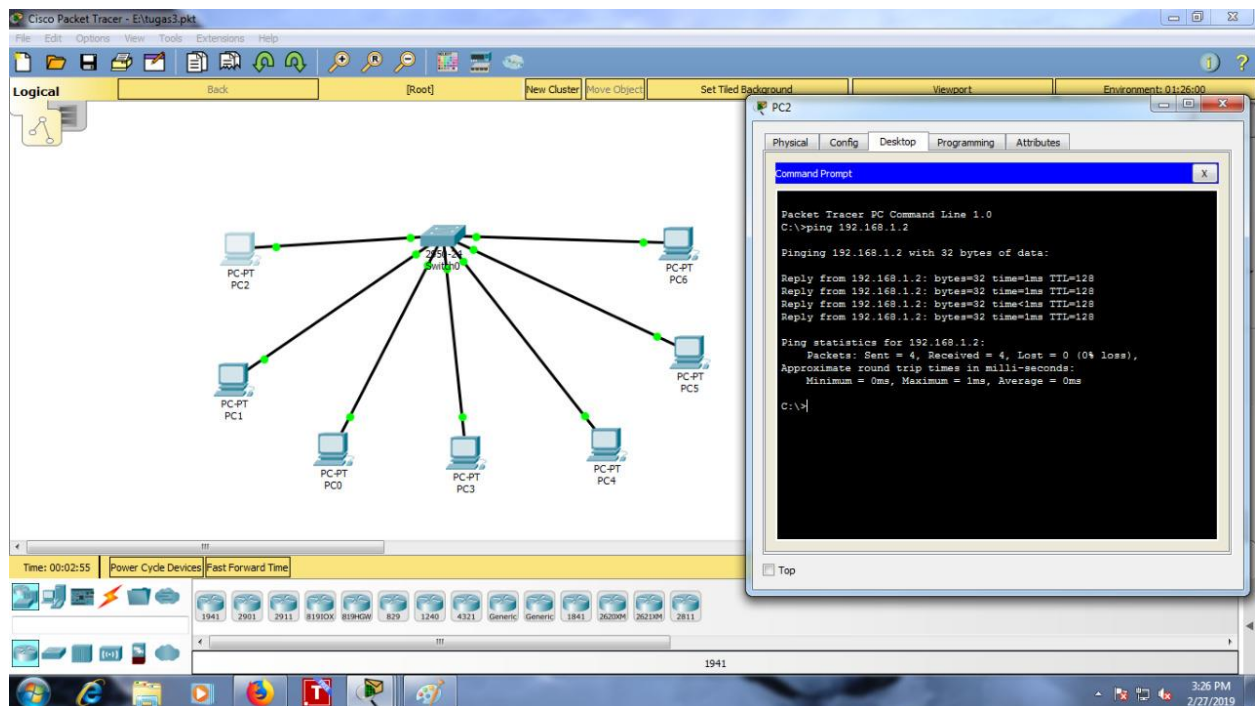 Cisco Packet Tracer - E:\tugas3.pkt
File Edit Options View Tools Extensions Help
Logical
Back
[Root]
New Cluster
Move Object
Set Tiled Background
Viewport
Environment: 01:26:00
PC2
Physical Config Desktop Programming Attributes
Command Prompt
X
Packet Tracer PC Command Line 1.0
C:\>ping 192.168.1.2
Pinging 192.168.1.2 with 32 bytes of data:
Reply from 192.168.1.2: bytes=32 time=1ms TTL=128
Reply from 192.168.1.2: bytes=32 time=1ms TTL=128
Reply from 192.168.1.2: bytes=32 time<1ms TTL=128
Reply from 192.168.1.2: bytes=32 time=1ms TTL=128
Ping statistics for 192.168.1.2:
Packets: Sent = 4, Received = 4, Lost = 0 (0% loss),
Approximate round trip times in milli-seconds:
Minimum = 0ms, Maximum = 1ms, Average = 0ms
C:\>
Top
2950-24
Switch0
PC-PT
PC2
PC-PT
PC6
PC-PT
PC5
PC-PT
PC1
PC-PT
PC0
PC-PT
PC3
PC-PT
PC4
Time: 00:02:55
Power Cycle Devices
Fast Forward Time
1941 2901 2911 819IOX 819HGW 829 1240 4321 Generic Generic 1841 2620XM 2621XM 2811
1941
3:26 PM
2/27/2019